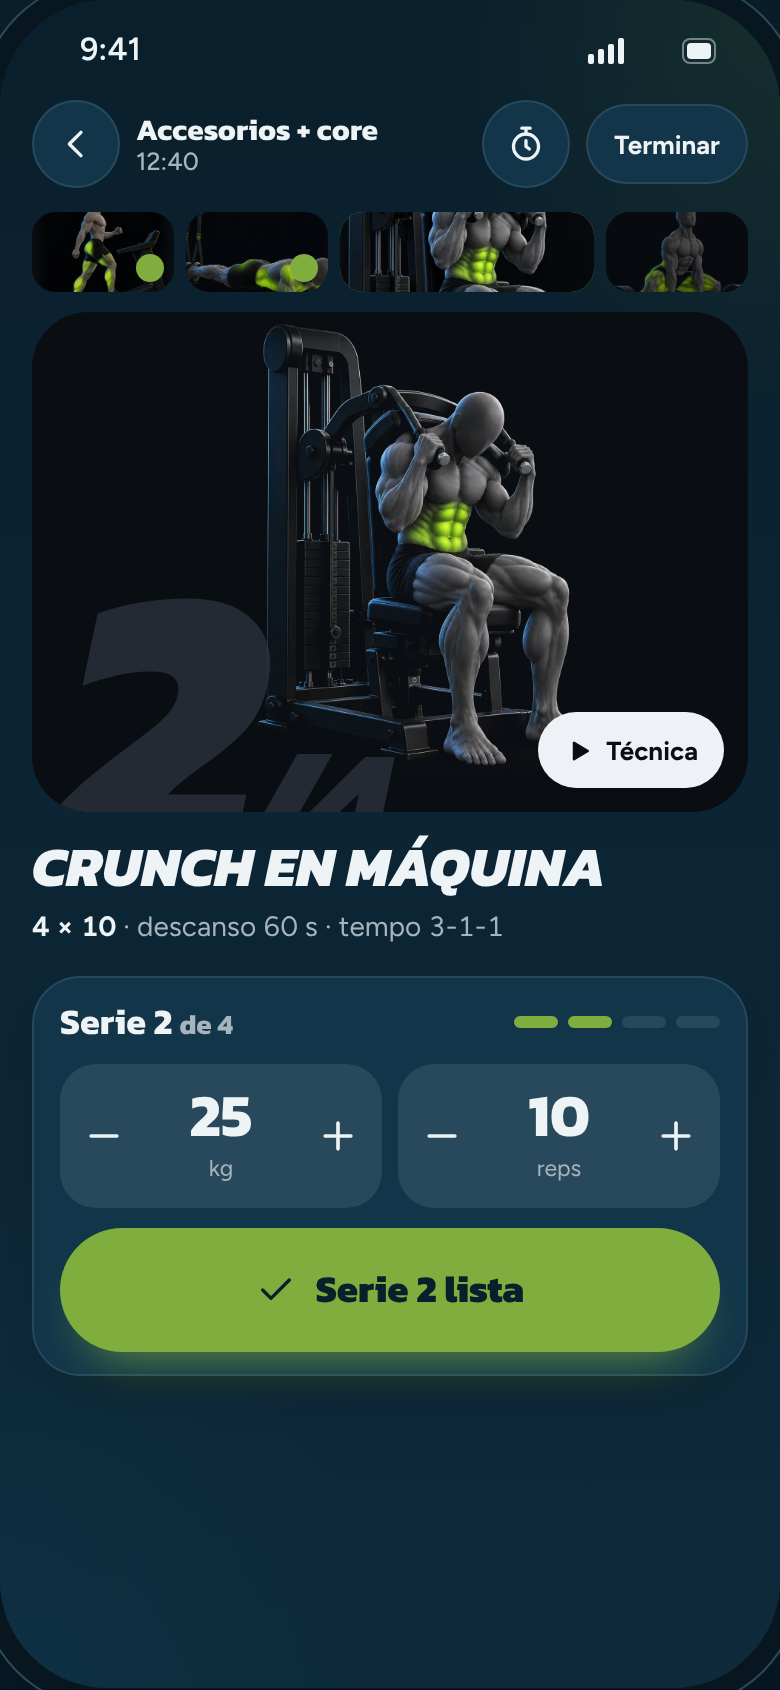 9:41
Accesorios + core
12:40
Terminar
2
Técnica
CRUNCH EN MÁQUINA
4 × 10 · descanso 60 s · tempo 3-1-1
Serie 2 de 4
25
kg
10
reps
Serie 2 lista